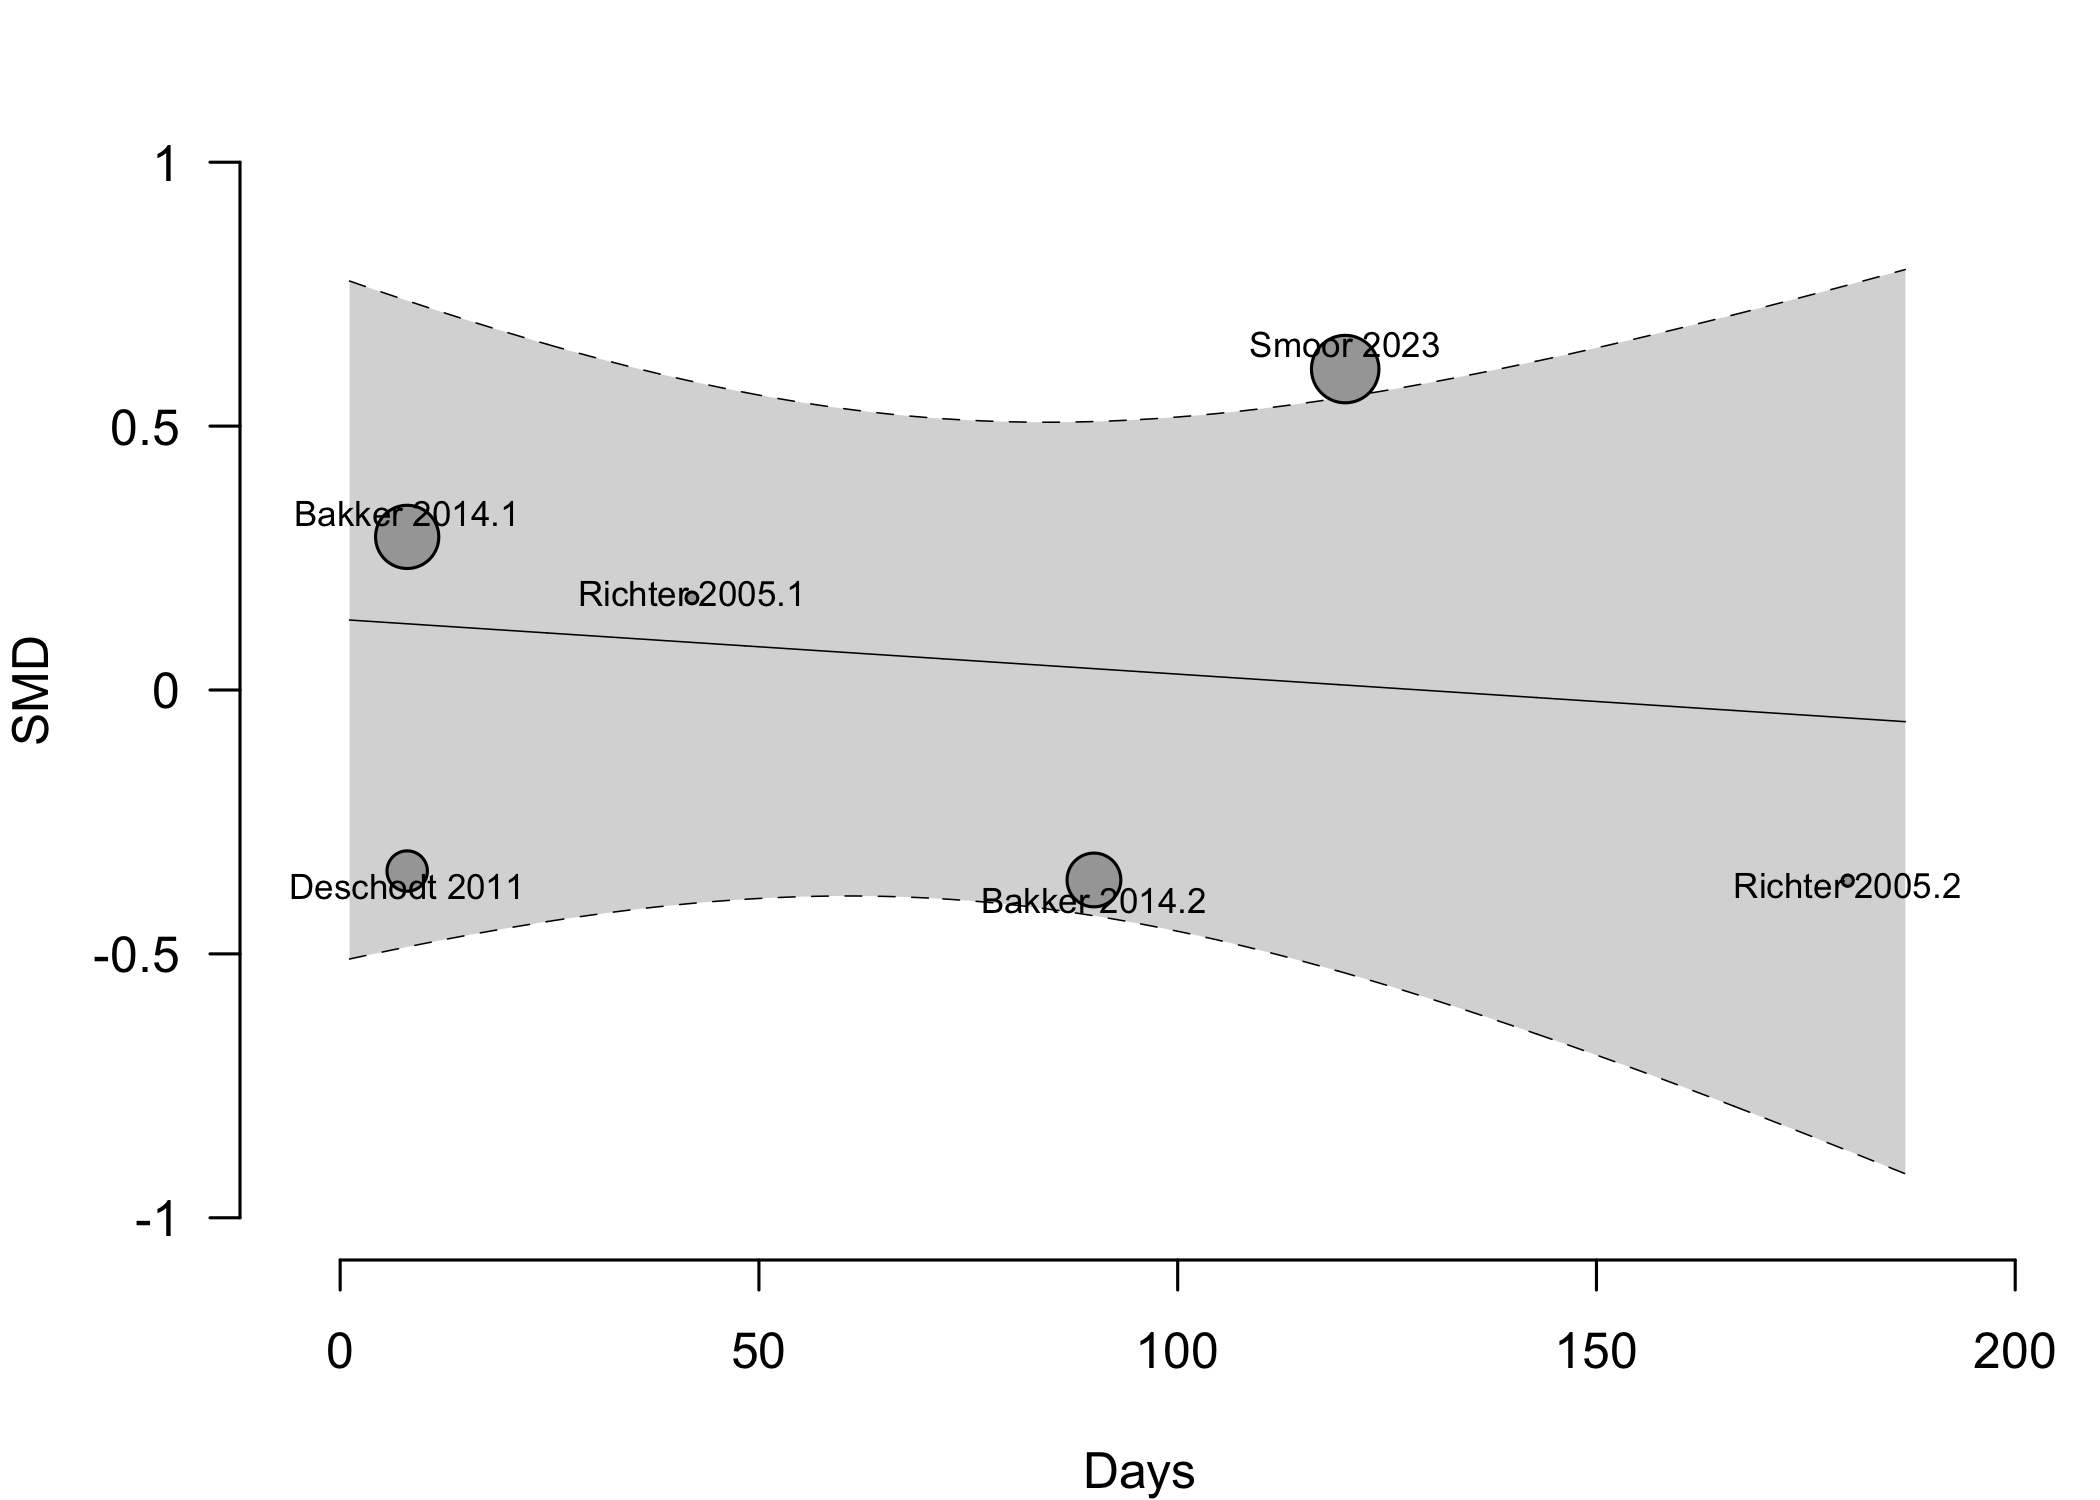 1
0.5
0
-0.5
-1
SMD
Smoor 2023
Bakker 2014.1
Richter 2005.1
Deschodt 2011
Bakker 2014.2
Richter 2005.2
0 50 100 150 200
Days